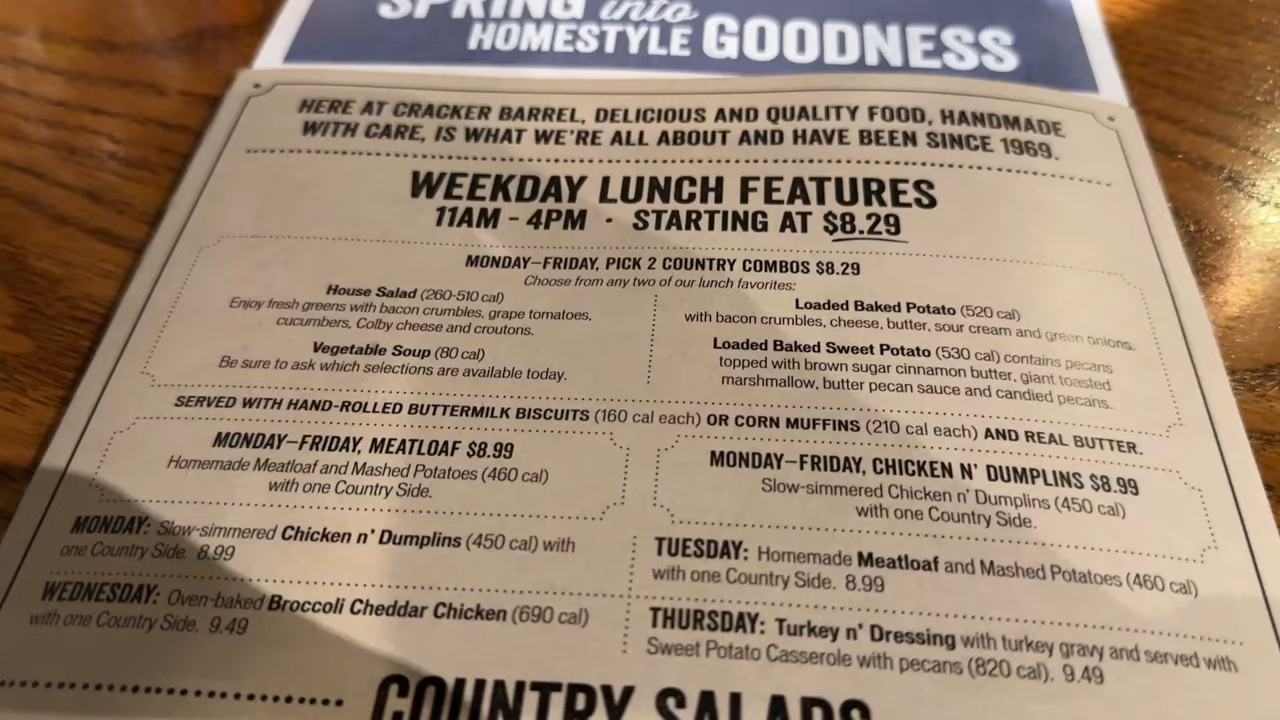 SPRING into
HOMESTYLE GOODNESS
HERE AT CRACKER BARREL, DELICIOUS AND QUALITY FOOD, HANDMADE
WITH CARE, IS WHAT WE'RE ALL ABOUT AND HAVE BEEN SINCE 1969.
WEEKDAY LUNCH FEATURES
11AM - 4PM · STARTING AT $8.29
MONDAY–FRIDAY, PICK 2 COUNTRY COMBOS $8.29
Choose from any two of our lunch favorites:
House Salad (260-510 cal)
Enjoy fresh greens with bacon crumbles, grape tomatoes,
cucumbers, Colby cheese and croutons.
Vegetable Soup (80 cal)
Be sure to ask which selections are available today.
Loaded Baked Potato (520 cal)
with bacon crumbles, cheese, butter, sour cream and green onions.
Loaded Baked Sweet Potato (530 cal) contains pecans
topped with brown sugar cinnamon butter, giant toasted
marshmallow, butter pecan sauce and candied pecans.
SERVED WITH HAND-ROLLED BUTTERMILK BISCUITS (160 cal each) OR CORN MUFFINS (210 cal each) AND REAL BUTTER.
MONDAY–FRIDAY, MEATLOAF $8.99
Homemade Meatloaf and Mashed Potatoes (460 cal)
with one Country Side.
MONDAY–FRIDAY, CHICKEN N' DUMPLINS $8.99
Slow-simmered Chicken n' Dumplins (450 cal)
with one Country Side.
MONDAY: Slow-simmered Chicken n' Dumplins (450 cal) with
one Country Side. 8.99
TUESDAY: Homemade Meatloaf and Mashed Potatoes (460 cal)
with one Country Side. 8.99
WEDNESDAY: Oven-baked Broccoli Cheddar Chicken (690 cal)
with one Country Side. 9.49
THURSDAY: Turkey n' Dressing with turkey gravy and served with
Sweet Potato Casserole with pecans (820 cal). 9.49
COUNTRY SALADS